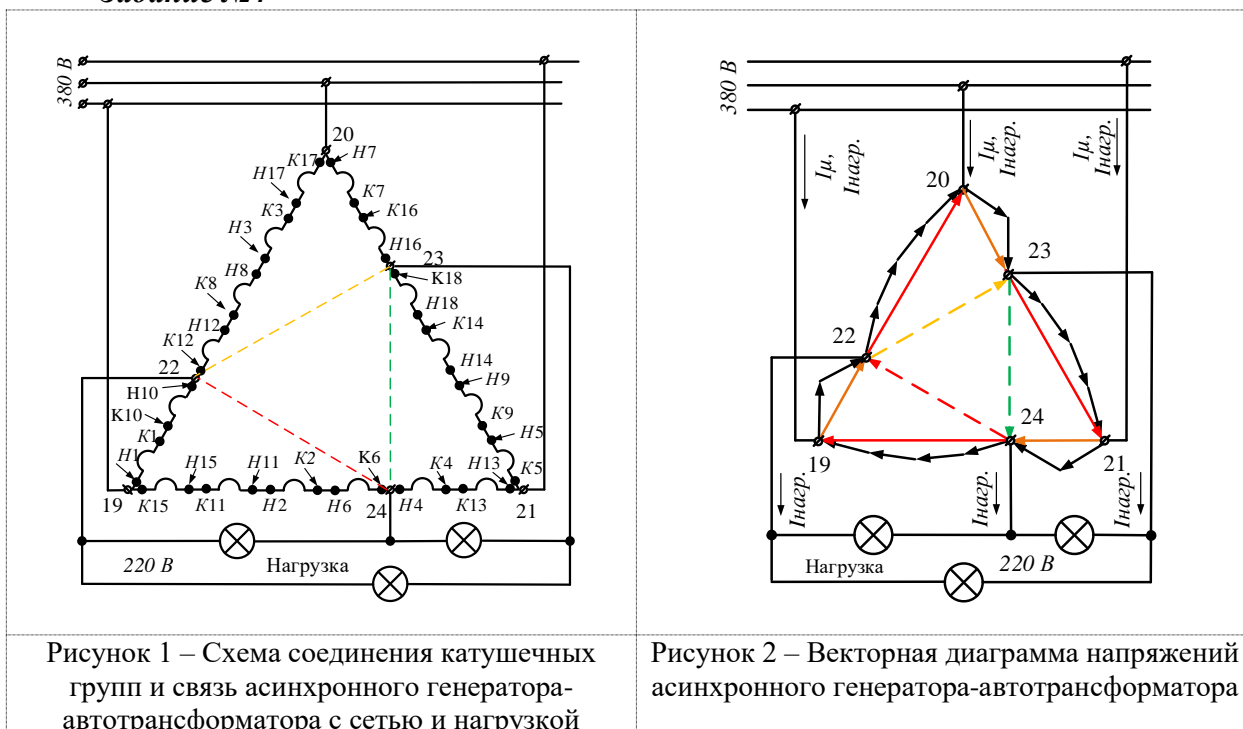 380 В
20
К17
Н7
Н17
К7
К3
К16
Н3
Н16
23
Н8
К18
К8
Н18
Н12
К14
К12
22
Н14
Н10
Н9
К10
К9
К1
Н5
Н1
Н15
Н11
К2
К6
К4
Н13
К5
19
К15
К11
Н2
Н6
24
Н4
К13
21
220 В
Нагрузка
380 В
Iμ,
Iнагр.
Iμ,
Iнагр.
Iμ,
Iнагр.
20
23
22
24
19
21
Iнагр.
Iнагр.
Iнагр.
Нагрузка
220 В
Рисунок 1 – Схема соединения катушечных
групп и связь асинхронного генератора-
автотрансформатора с сетью и нагрузкой
Рисунок 2 – Векторная диаграмма напряжений
асинхронного генератора-автотрансформатора